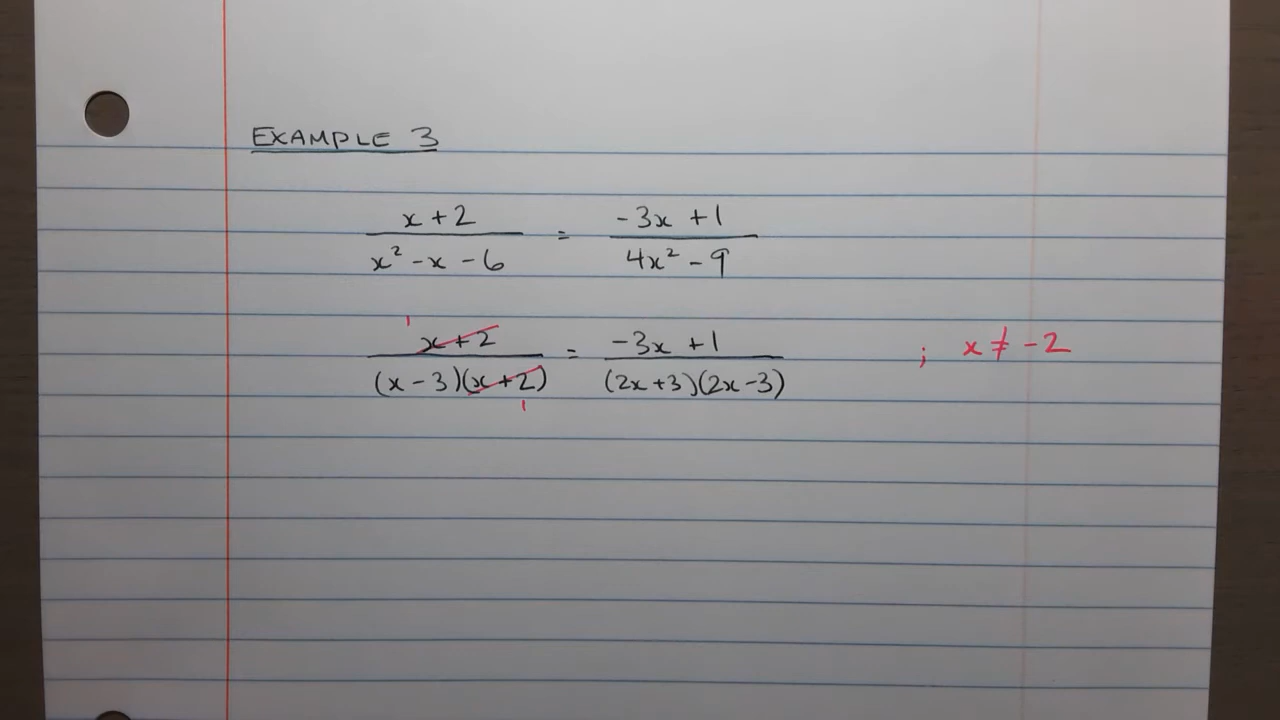 EXAMPLE 3
x + 2 / x² - x - 6 = -3x + 1 / 4x² - 9
x + 2 / (x - 3)(x + 2) = -3x + 1 / (2x + 3)(2x - 3) ; x ≠ -2
1
1